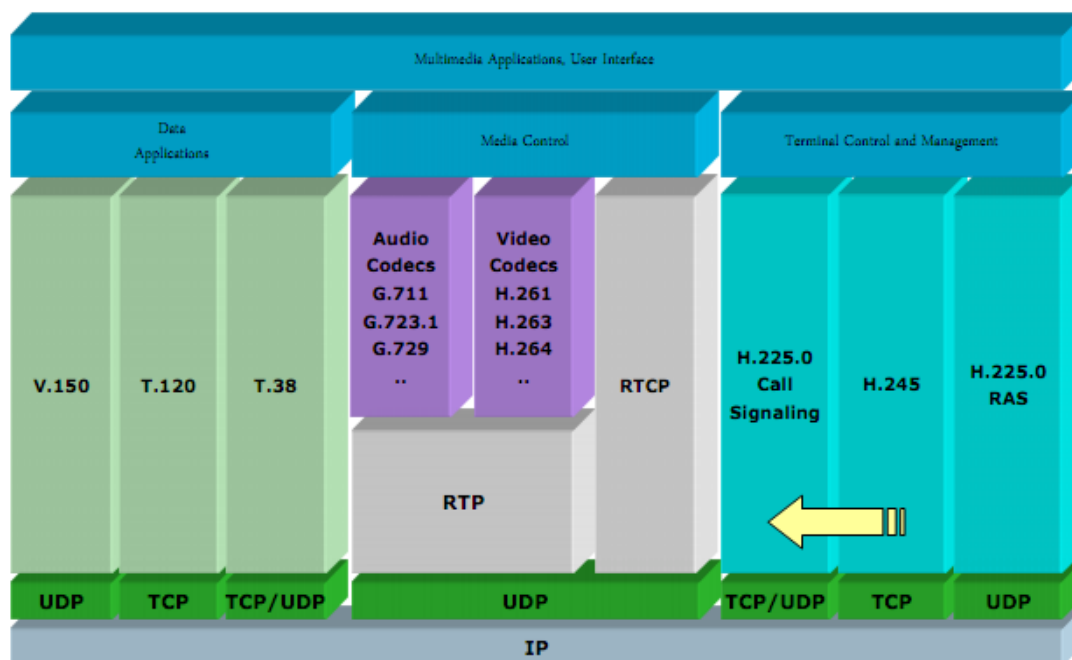 Multimedia Applications, User Interface
Data
Applications
Media Control
Terminal Control and Management
V.150
T.120
T.38
Audio
Codecs
G.711
G.723.1
G.729
..
Video
Codecs
H.261
H.263
H.264
..
RTP
RTCP
H.225.0
Call
Signaling
H.245
H.225.0
RAS
UDP
TCP
TCP/UDP
UDP
TCP/UDP
TCP
UDP
IP